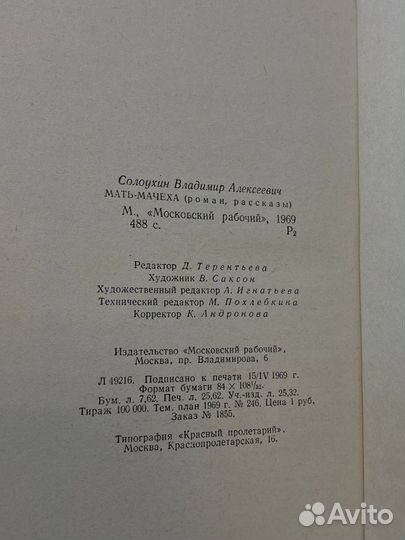 Солоухин Владимир Алексеевич
МАТЬ-МАЧЕХА (роман, рассказы)
М., «Московский рабочий», 1969
488 с. Р₂
Редактор Д. Терентьева
Художник В. Саксон
Художественный редактор А. Игнатьева
Технический редактор М. Похлебкина
Корректор К. Андронова
Издательство «Московский рабочий»,
Москва, пр. Владимирова, 6
Л 49216. Подписано к печати 15/IV 1969 г.
Формат бумаги 84 × 108¹/₃₂.
Бум. л. 7,62. Печ. л. 25,62. Уч.-изд. л. 25,32.
Тираж 100 000. Тем. план 1969 г. № 246. Цена 1 руб.
Заказ № 1855.
Типография «Красный пролетарий».
Москва, Краснопролетарская, 16.
Avito